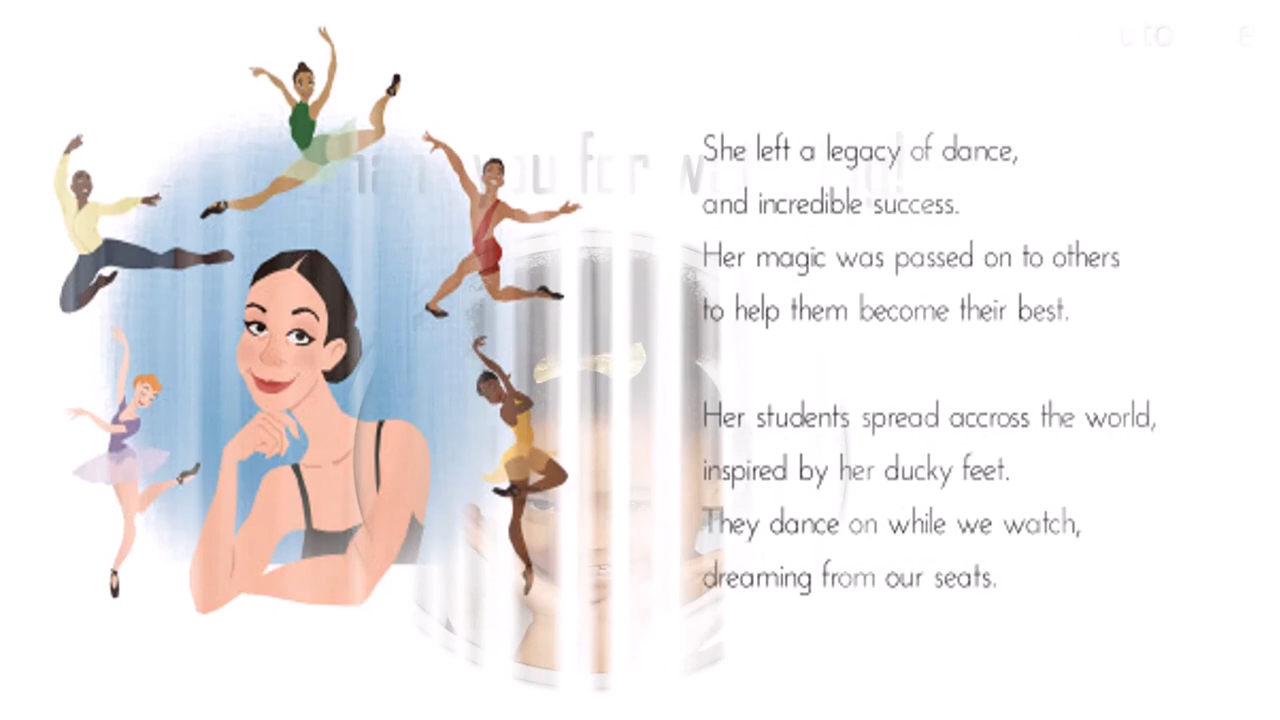 She left a legacy of dance,
and incredible success.
Her magic was passed on to others
to help them become their best.
Her students spread accross the world,
inspired by her ducky feet.
They dance on while we watch,
dreaming from our seats.
you for